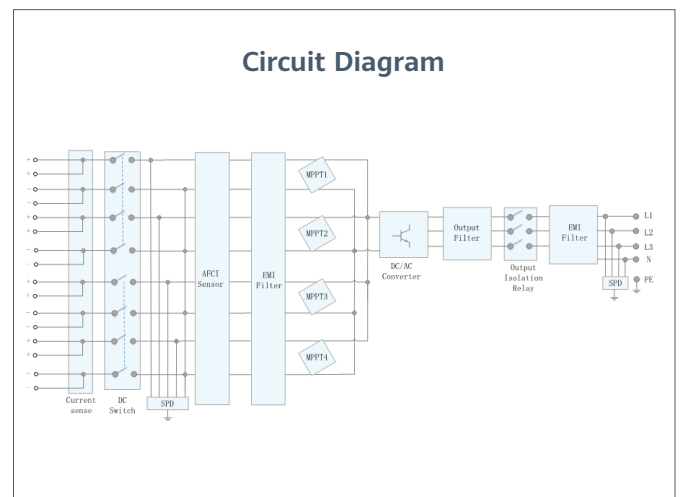 Circuit Diagram
+
+
-
-
+
+
-
-
+
+
-
-
+
+
-
-
Current
sense
DC
Switch
SPD
AFCI
Sensor
EMI
Filter
MPPT1
MPPT2
MPPT3
MPPT4
DC/AC
Converter
Output
Filter
Output
Isolation
Relay
EMI
Filter
L1
L2
L3
N
PE
SPD